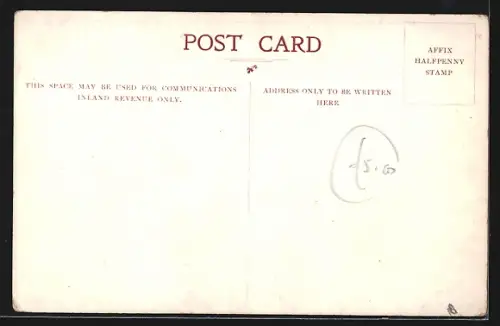 POST CARD
AFFIX
HALFPENNY
STAMP
THIS SPACE MAY BE USED FOR COMMUNICATIONS
INLAND REVENUE ONLY.
ADDRESS ONLY TO BE WRITTEN
HERE